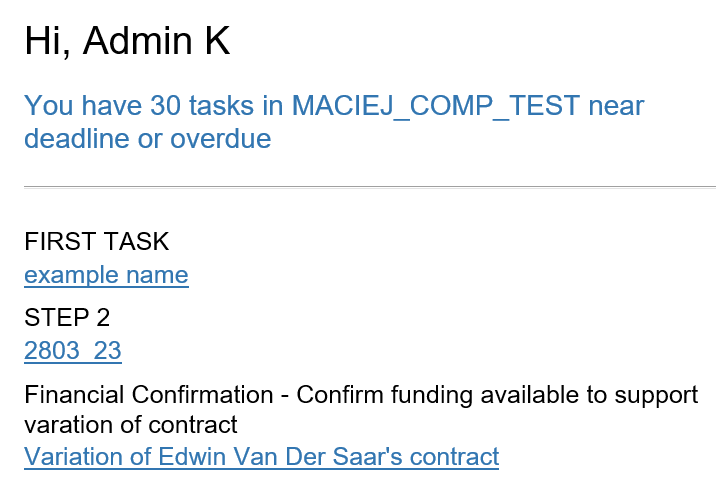 Hi, Admin K
You have 30 tasks in MACIEJ_COMP_TEST near
deadline or overdue
FIRST TASK
example name
STEP 2
2803_23
Financial Confirmation - Confirm funding available to support
varation of contract
Variation of Edwin Van Der Saar's contract